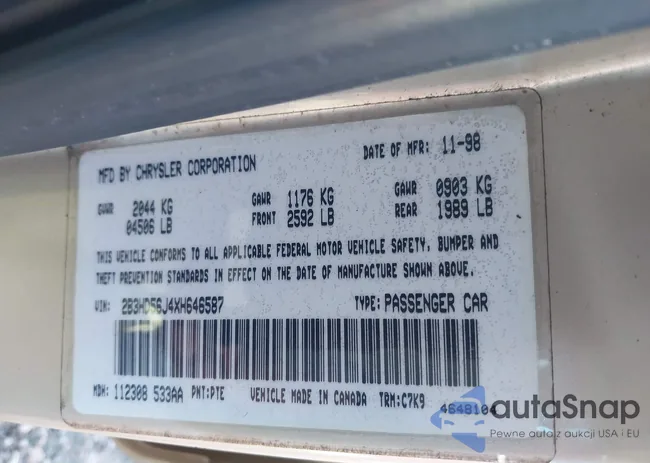 MFD BY CHRYSLER CORPORATION DATE OF MFR: 11-98
GVWR 2044 KG GAWR 1176 KG GAWR 0903 KG
04506 LB FRONT 2592 LB REAR 1989 LB
THIS VEHICLE CONFORMS TO ALL APPLICABLE FEDERAL MOTOR VEHICLE SAFETY, BUMPER AND
THEFT PREVENTION STANDARDS IN EFFECT ON THE DATE OF MANUFACTURE SHOWN ABOVE.
VIN: 2B3HD56J4XH646587 TYPE: PASSENGER CAR
MDH: 112308 533AA PNT: PTE VEHICLE MADE IN CANADA TRM: C7K9 4648104
autaSnap
Pewne auto z aukcji USA i EU